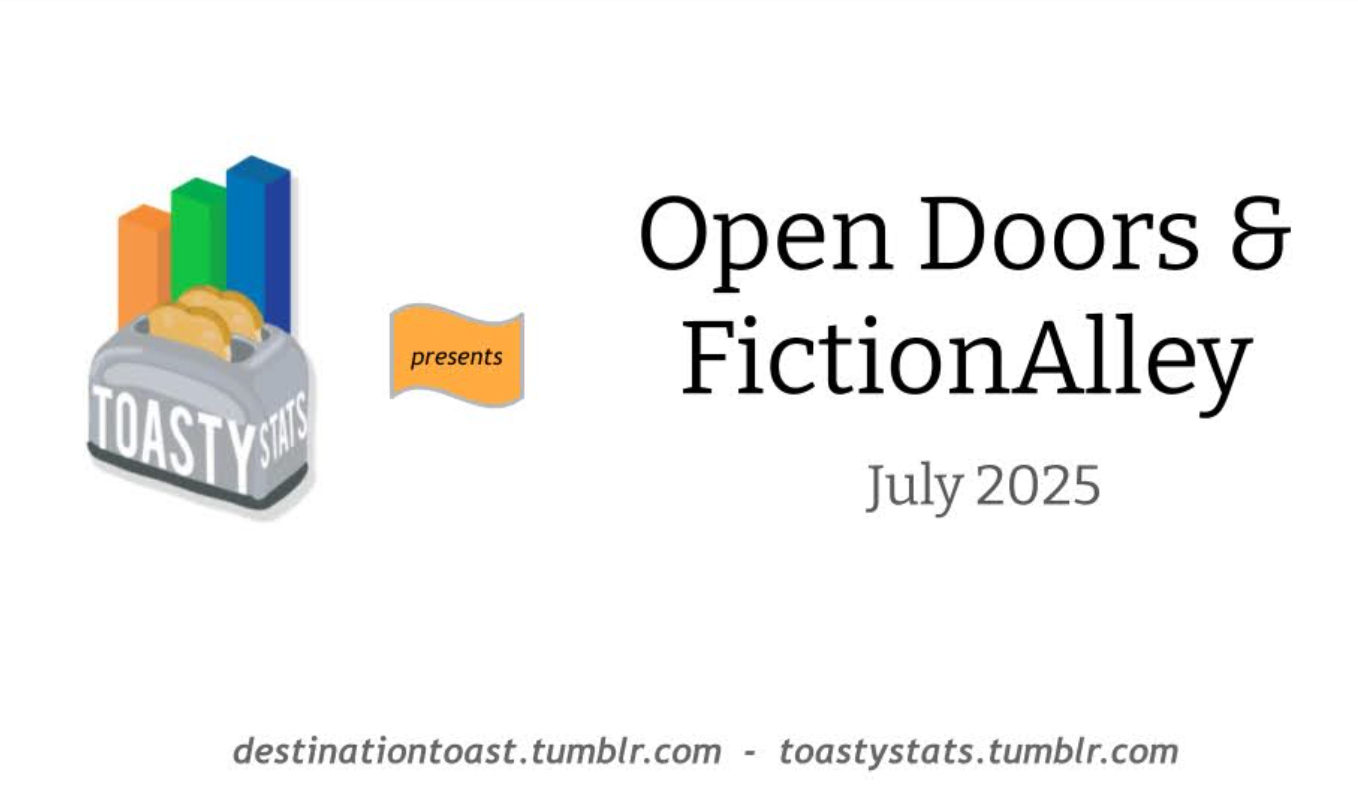 TOASTY STATS
presents
Open Doors &
FictionAlley
July 2025
destinationtoast.tumblr.com - toastystats.tumblr.com